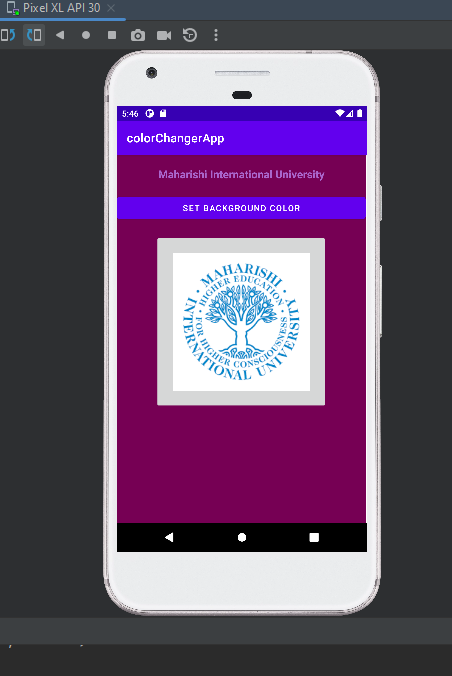 Pixel XL API 30
5:46
colorChangerApp
Maharishi International University
SET BACKGROUND COLOR
• MAHARISHI •
INTERNATIONAL UNIVERSITY
HIGHER EDUCATION
FOR HIGHER CONSCIOUSNESS